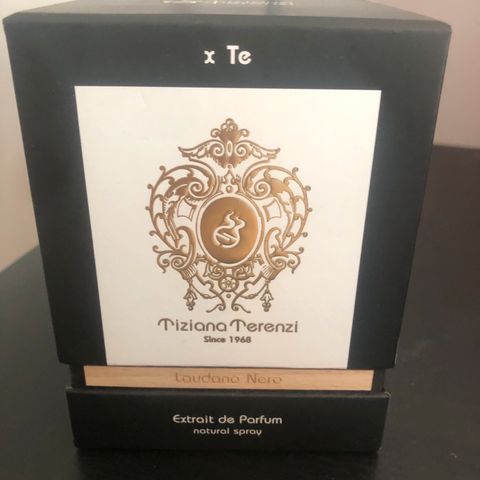 x Te
Tiziana Terenzi
Since 1968
Laudano Nero
Extrait de Parfum
natural spray